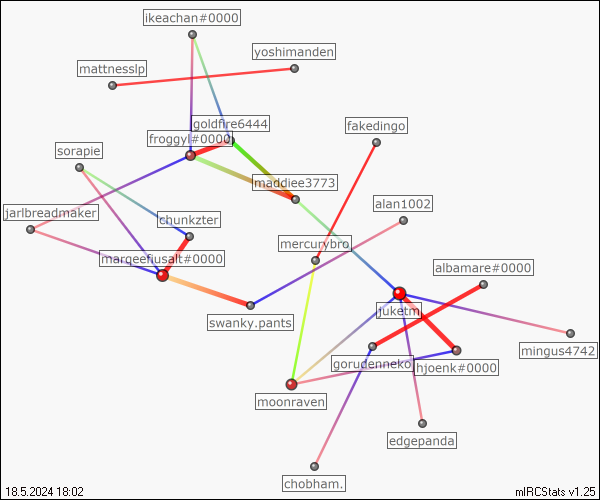 ikeachan#0000
yoshimanden
mattnesslp
goldfire6444
fakedingo
froggyl#0000
sorapie
maddiee3773
alan1002
jarlbreadmaker
chunkzter
mercurybro
marqeefiusalt#0000
albamare#0000
juketm
swanky.pants
mingus4742
gorudenneko
hjoenk#0000
moonraven
edgepanda
chobham.
18.5.2024 18:02
mIRCStats v1.25